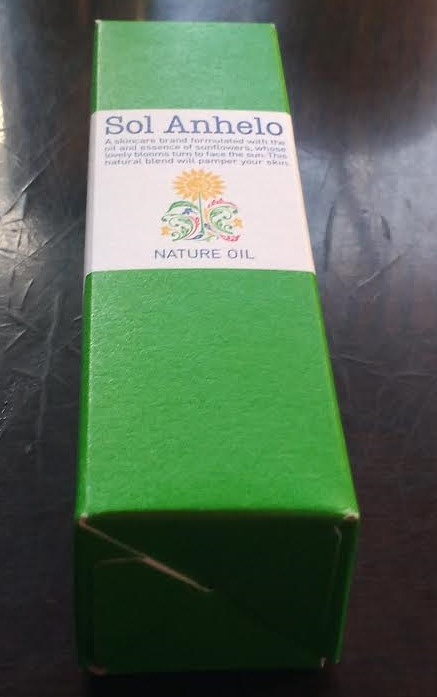 Sol Anhelo
A skincare brand formulated with the
oil and essence of sunflowers, whose
lovely blooms turn to face the sun. This
natural blend will pamper your skin.
NATURE OIL